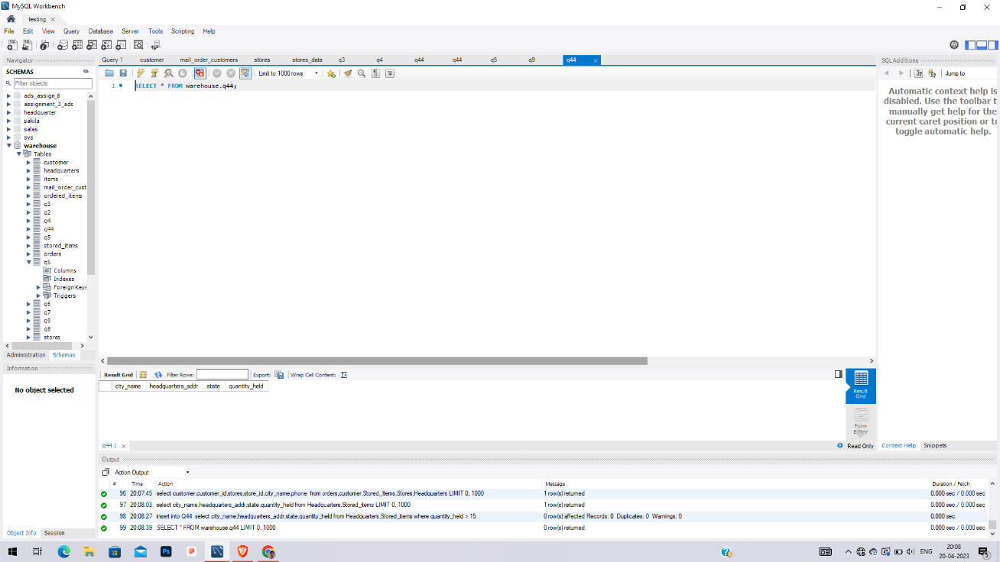 MySQL Workbench
testing
File Edit View Query Database Server Tools Scripting Help
Navigator
SCHEMAS
Filter objects
ads_assign_8
assignment_3_ads
headquarter
sakila
sales
sys
warehouse
Tables
customer
headquarters
items
mail_order_cust
ordered_items
q3
q2
q4
q44
q5
stored_items
orders
q5
Columns
Indexes
Foreign Keys
Triggers
q6
q7
q9
q8
stores
Administration Schemas
Information
No object selected
Object Info Session
Query 1 customer mail_order_customers stores stores_data q3 q4 q44 q44 q5 q9 q44
Limit to 1000 rows
1 SELECT * FROM warehouse.q44;
Result Grid Filter Rows: Export: Wrap Cell Content:
city_name headquarters_addr state quantity_held
Result
Grid
Form
Editor
q44 1
Read Only
Output
Action Output
# Time Action Message Duration / Fetch
96 20:07:45 select customer.customer_id,stores.store_id,city_name,phone from orders,customer,Stored_Items,Stores,Headquarters LIMIT 0, 1000 1 row(s) returned 0.000 sec / 0.000 sec
97 20:08:03 select city_name,headquarters_addr,state,quantity_held from Headquarters,Stored_items LIMIT 0, 1000 1 row(s) returned 0.000 sec / 0.000 sec
98 20:08:27 insert into Q44 select city_name,headquarters_addr,state,quantity_held from Headquarters,Stored_items where quantity_held > 15 0 row(s) affected Records: 0 Duplicates: 0 Warnings: 0 0.000 sec
99 20:08:39 SELECT * FROM warehouse.q44 LIMIT 0, 1000 0 row(s) returned 0.000 sec / 0.000 sec
SQLAdditions
Jump to
Automatic context help is
disabled. Use the toolbar t
manually get help for the
current caret position or to
toggle automatic help.
Context Help Snippets
Ps
ENG
20:08
20-04-2023
5